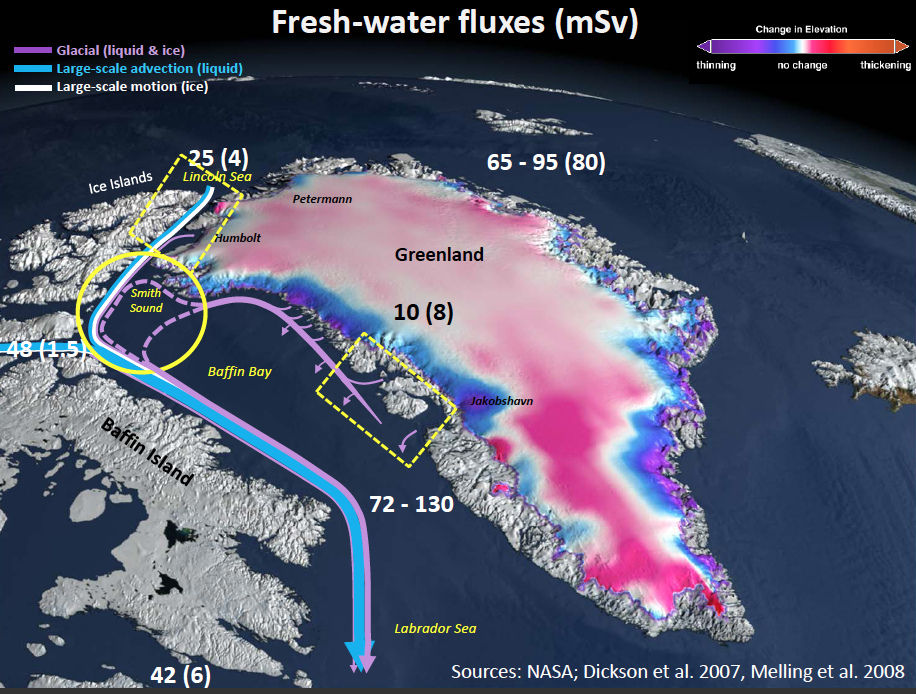 Fresh-water fluxes (mSv)
Change in Elevation
thinning no change thickening
Glacial (liquid & ice)
Large-scale advection (liquid)
Large-scale motion (ice)
25 (4)
65 - 95 (80)
Ice Islands
Lincoln Sea
Petermann
Humbolt
Greenland
Smith
Sound
10 (8)
48 (1.5)
Baffin Bay
Jakobshavn
Baffin Island
72 - 130
Labrador Sea
42 (6)
Sources: NASA; Dickson et al. 2007, Melling et al. 2008